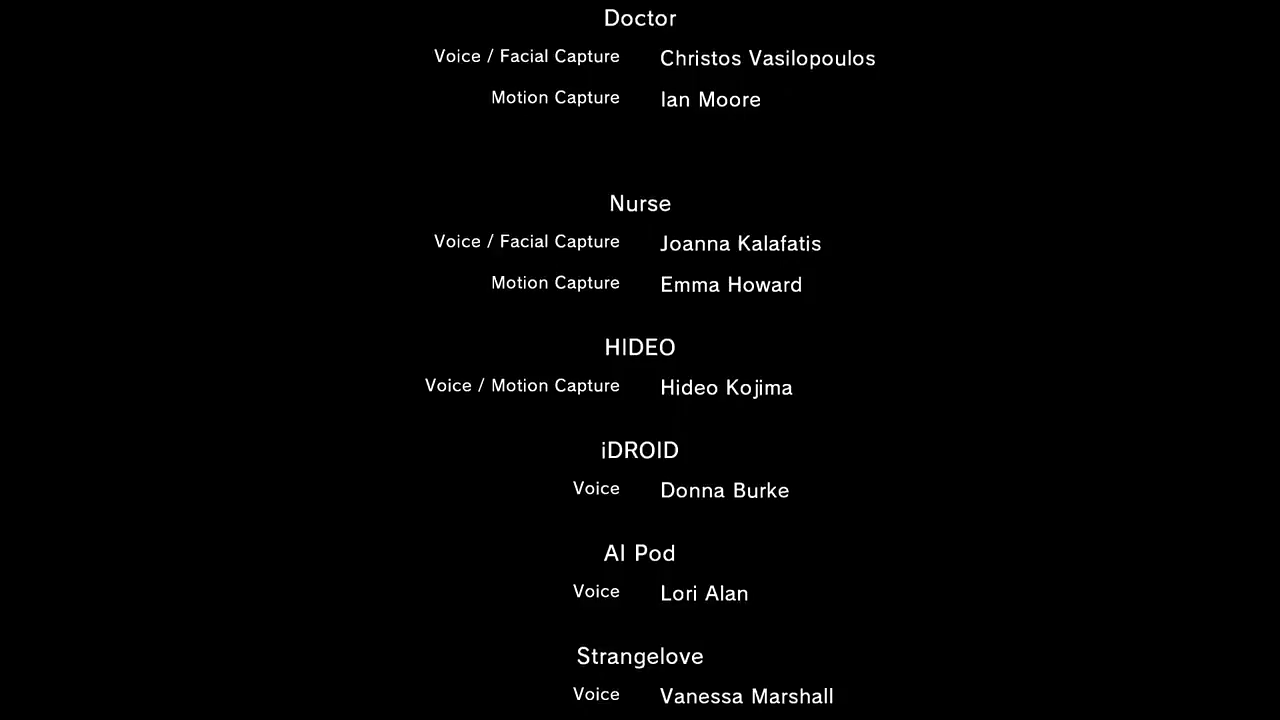 Doctor
Voice / Facial Capture Christos Vasilopoulos
Motion Capture Ian Moore
Nurse
Voice / Facial Capture Joanna Kalafatis
Motion Capture Emma Howard
HIDEO
Voice / Motion Capture Hideo Kojima
iDROID
Voice Donna Burke
AI Pod
Voice Lori Alan
Strangelove
Voice Vanessa Marshall